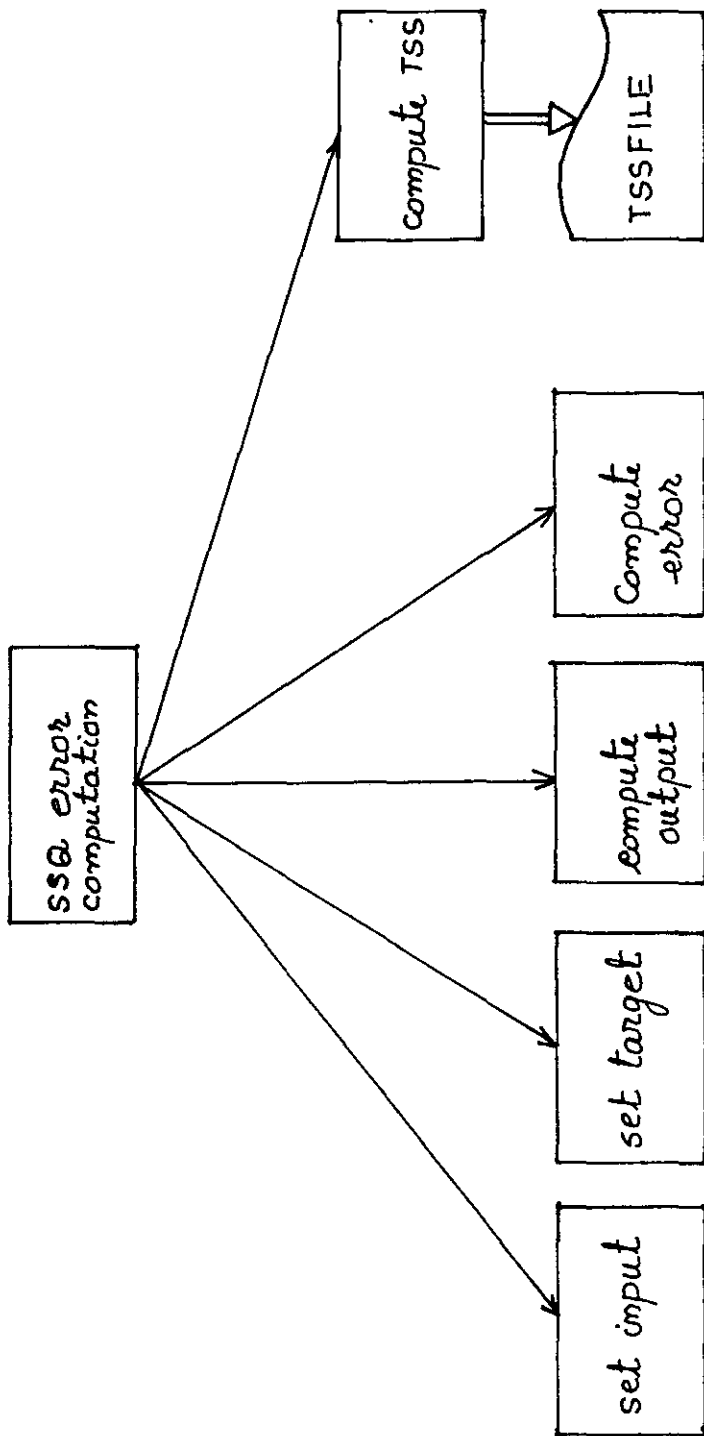 SSQ error
computation
set input
set target
compute
output
Compute
error
compute TSS
TSSFILE